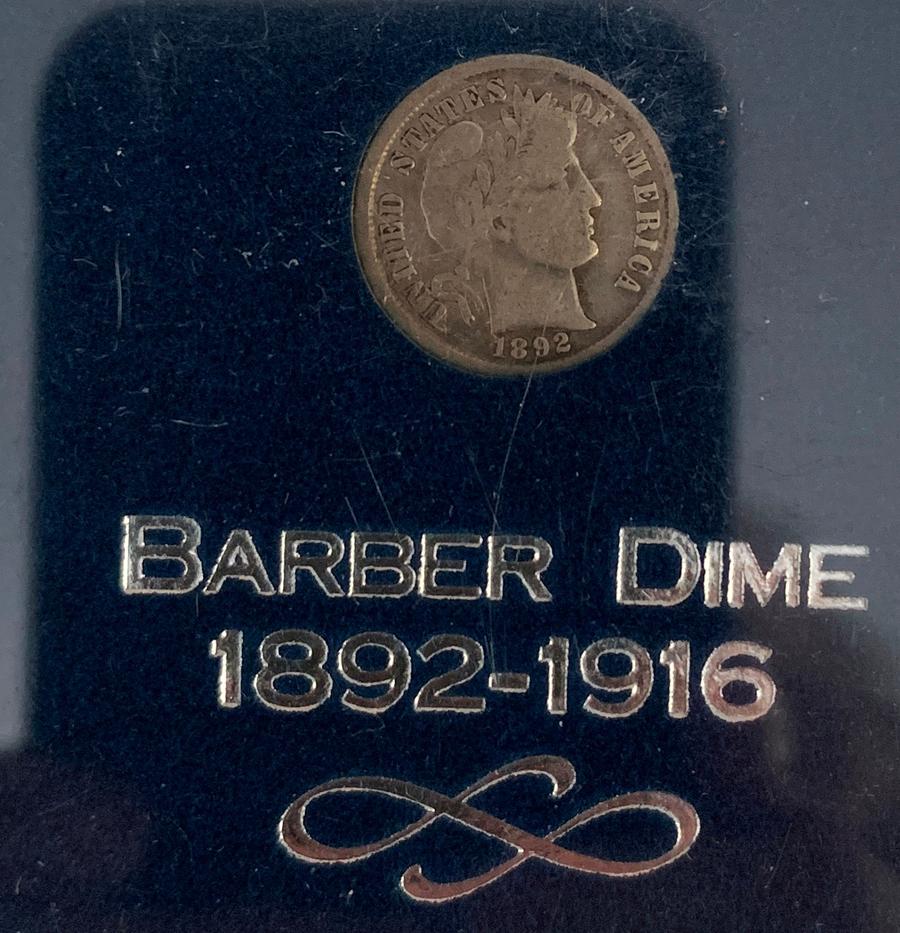 UNITED STATES OF AMERICA
1892
BARBER DIME
1892-1916